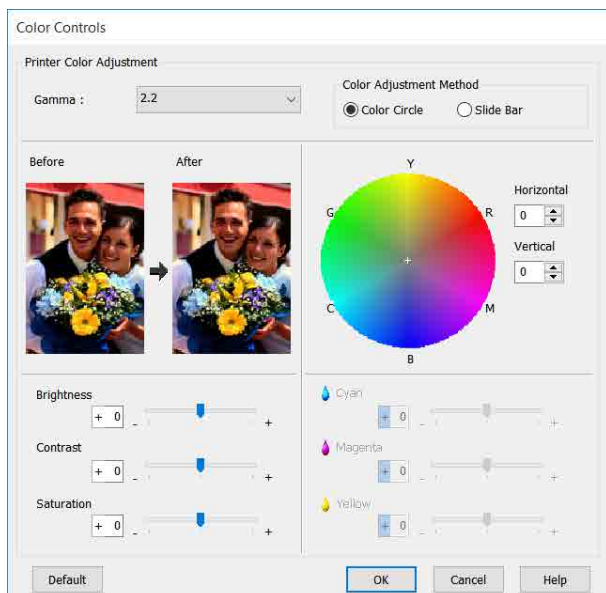 Color Controls
Printer Color Adjustment
Gamma : 2.2
Color Adjustment Method
Color Circle Slide Bar
Before After
Y
G R
C M
B
Horizontal
0
Vertical
0
Brightness
+ 0 - +
Contrast
+ 0 - +
Saturation
+ 0 - +
Cyan
+ 0 - +
Magenta
+ 0 - +
Yellow
+ 0 - +
Default OK Cancel Help